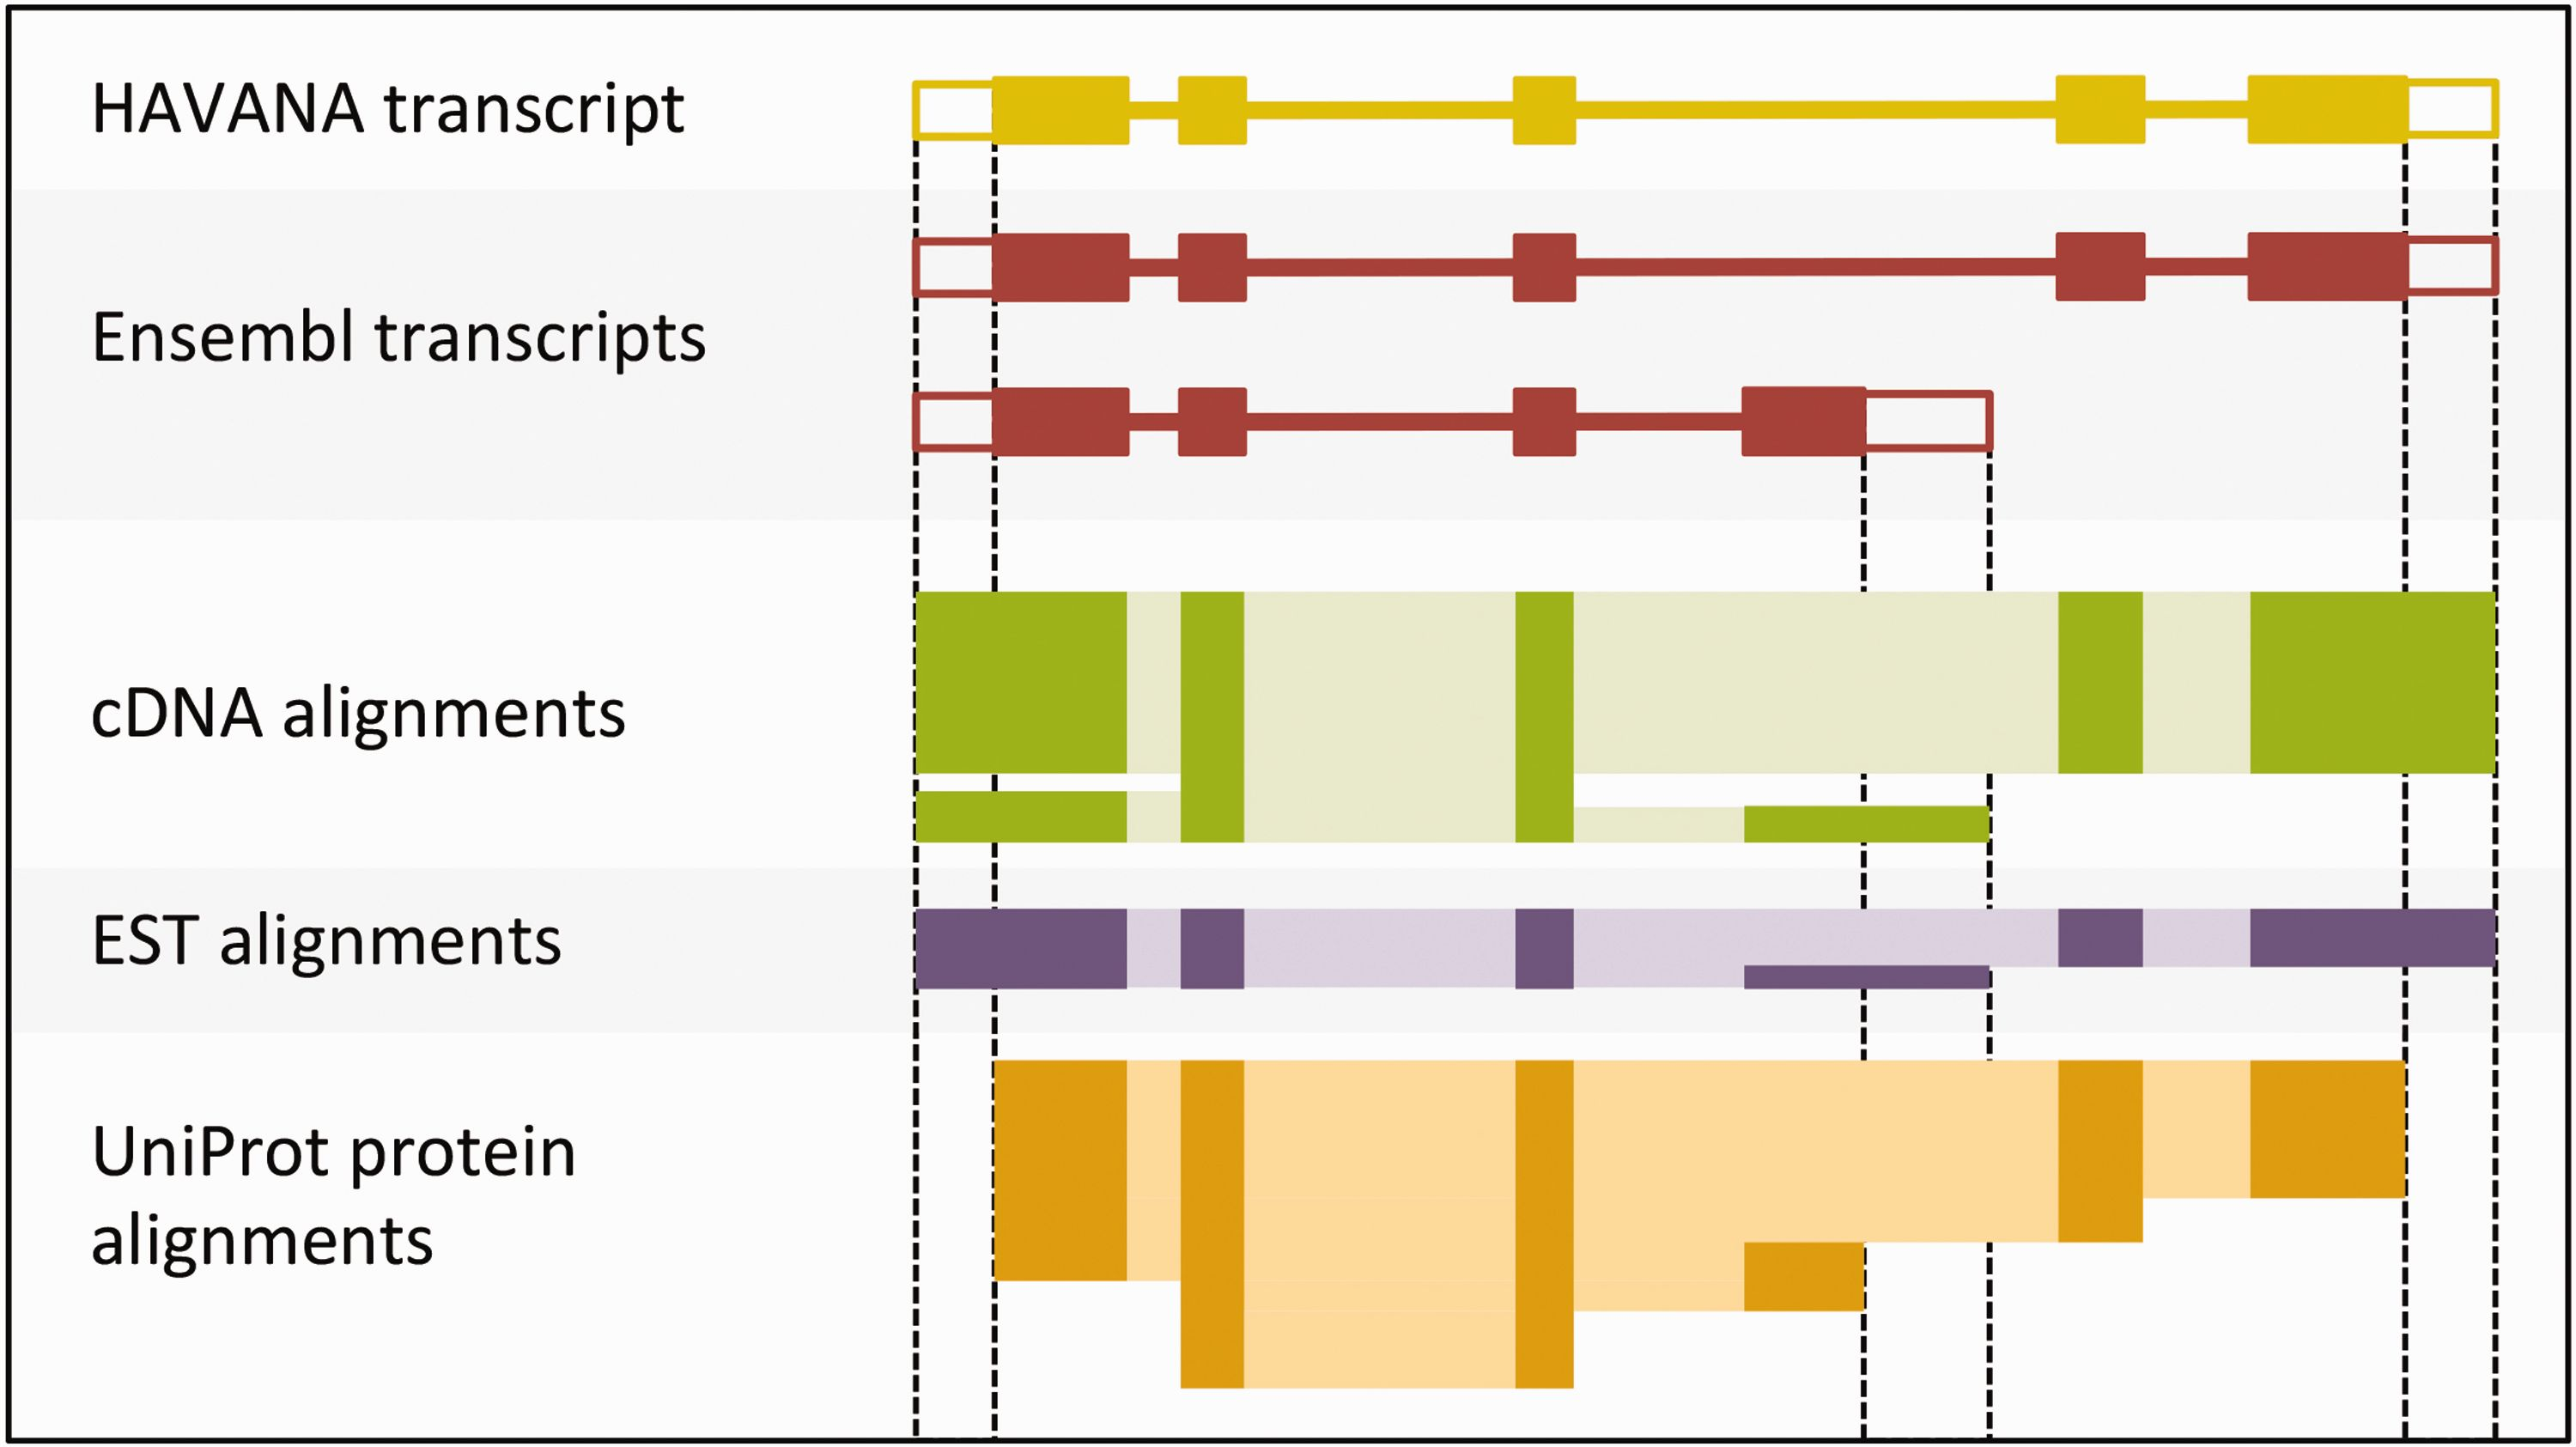 HAVANA transcript
Ensembl transcripts
cDNA alignments
EST alignments
UniProt protein
alignments